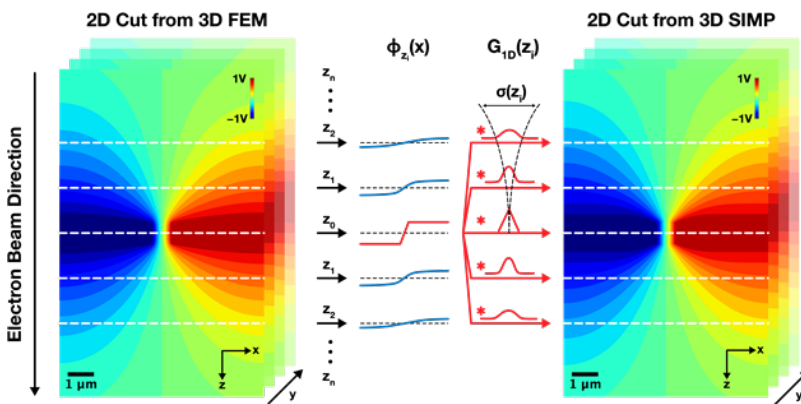 2D Cut from 3D FEM
2D Cut from 3D SIMP
ϕzᵢ(x)
G1D(zᵢ)
Electron Beam Direction
1V
−1V
zn
z2
z1
z0
z1
z2
zn
σ(zᵢ)
*
*
*
*
*
1V
−1V
1 μm
x
z
y
1 μm
x
z
y